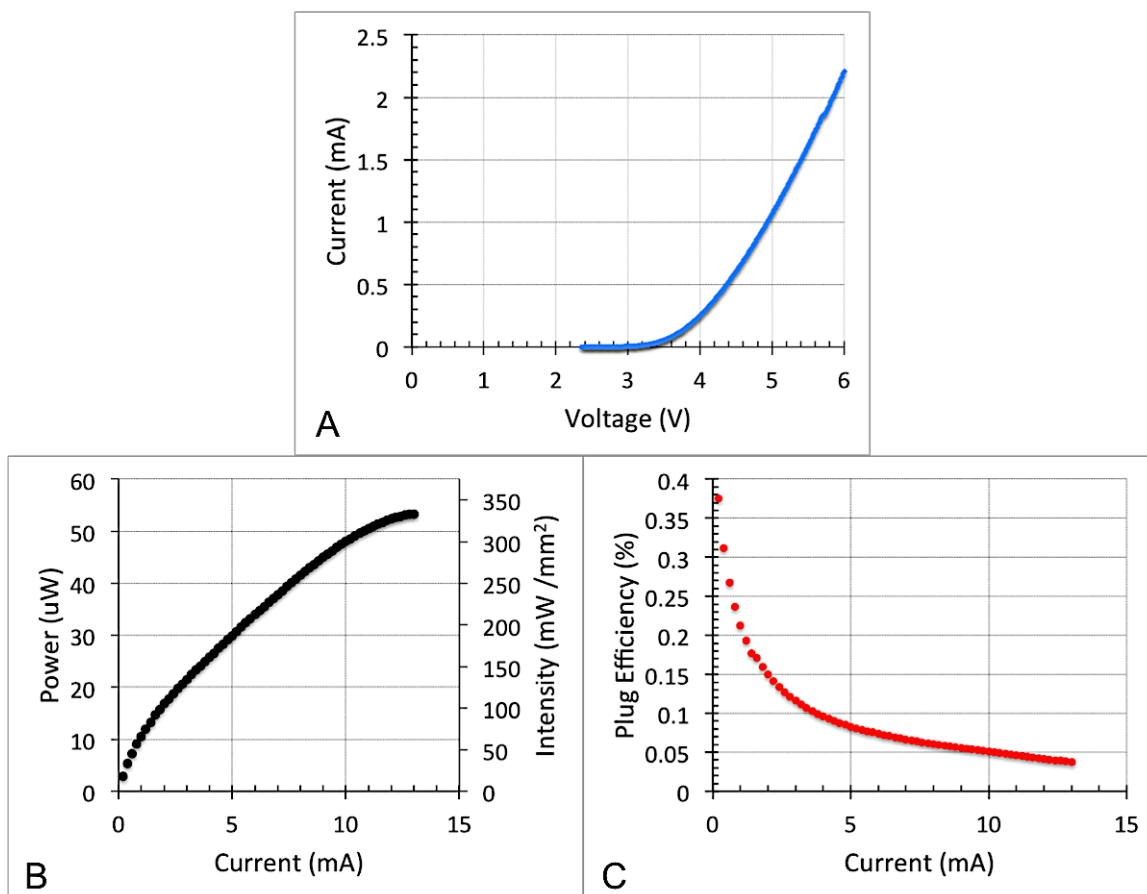 2.5
2
1.5
1
0.5
0
Current (mA)
0 1 2 3 4 5 6
Voltage (V)
A
60
50
40
30
20
10
0
Power (uW)
350
300
250
200
150
100
50
0
Intensity (mW /mm²)
0 5 10 15
Current (mA)
B
0.4
0.35
0.3
0.25
0.2
0.15
0.1
0.05
0
Plug Efficiency (%)
0 5 10 15
Current (mA)
C